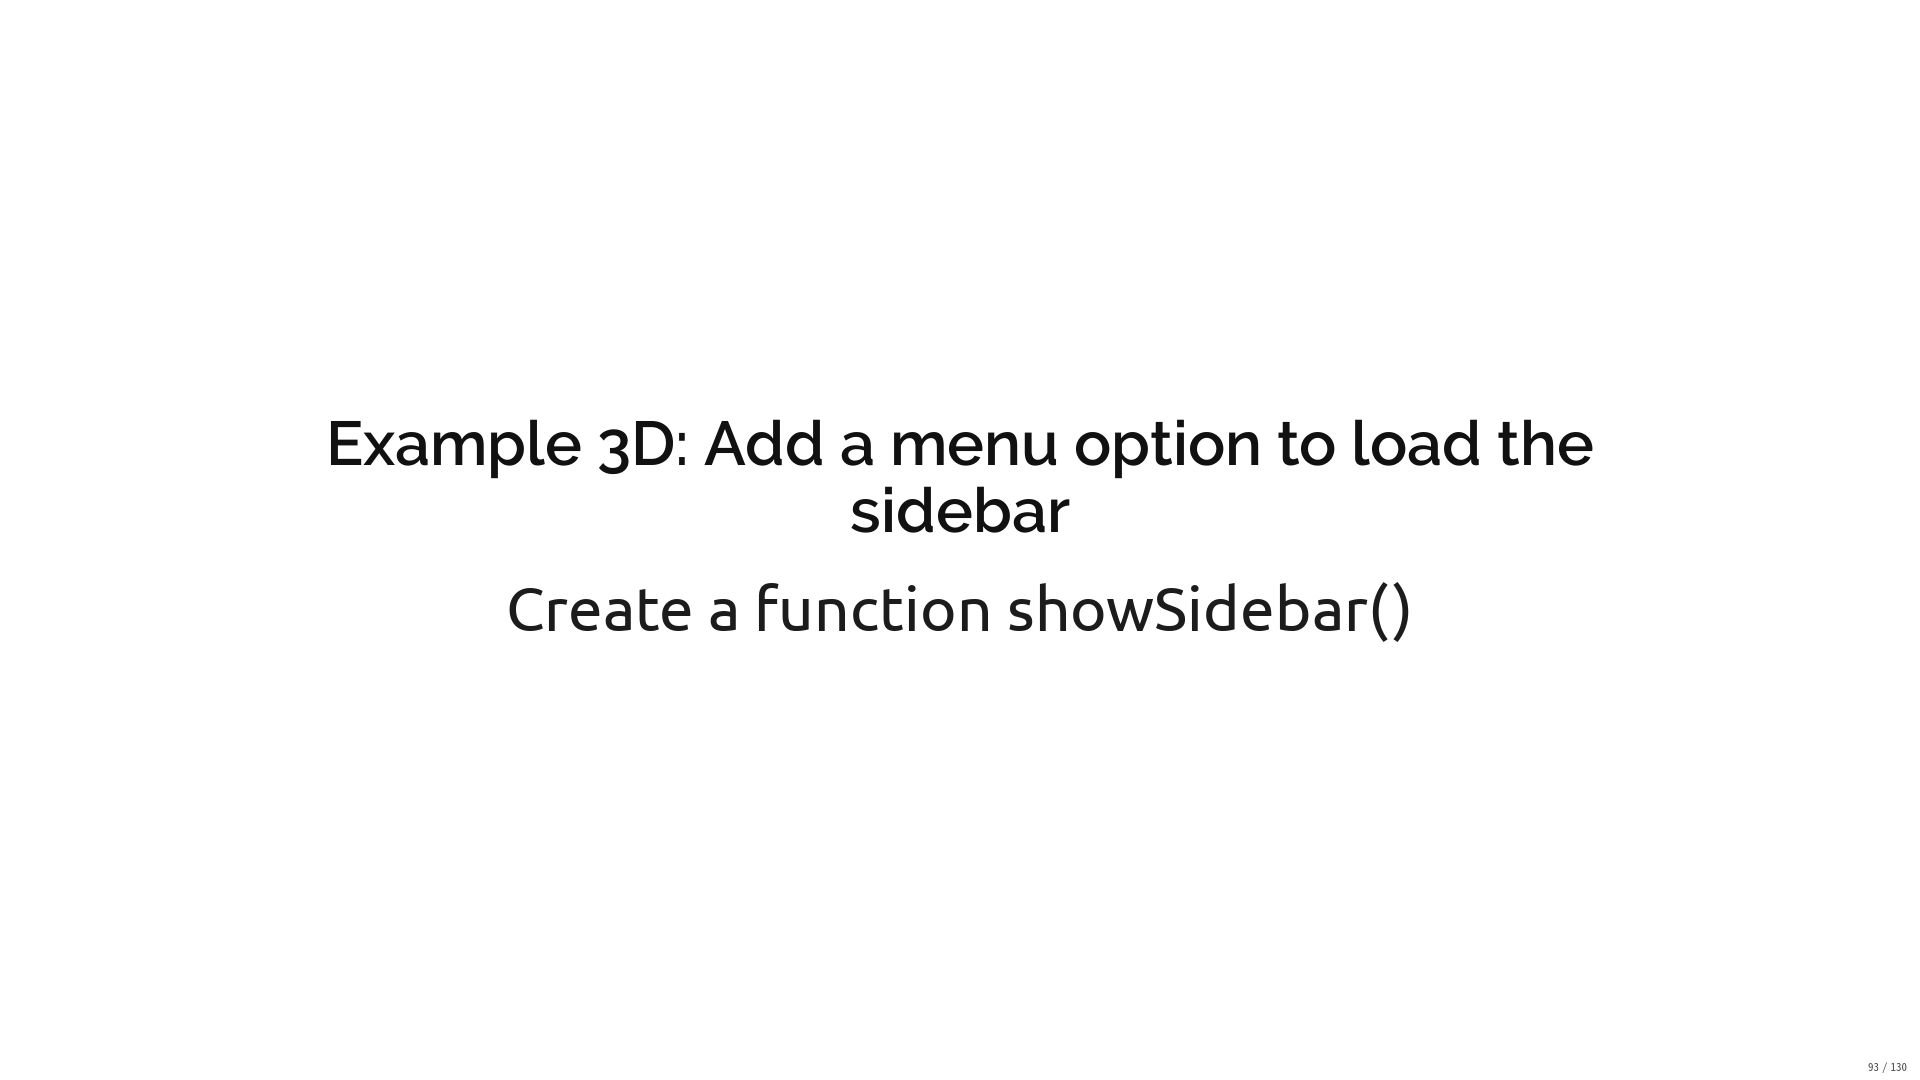 Example 3D: Add a menu option to load the
sidebar
Create a function showSidebar()
93 / 130